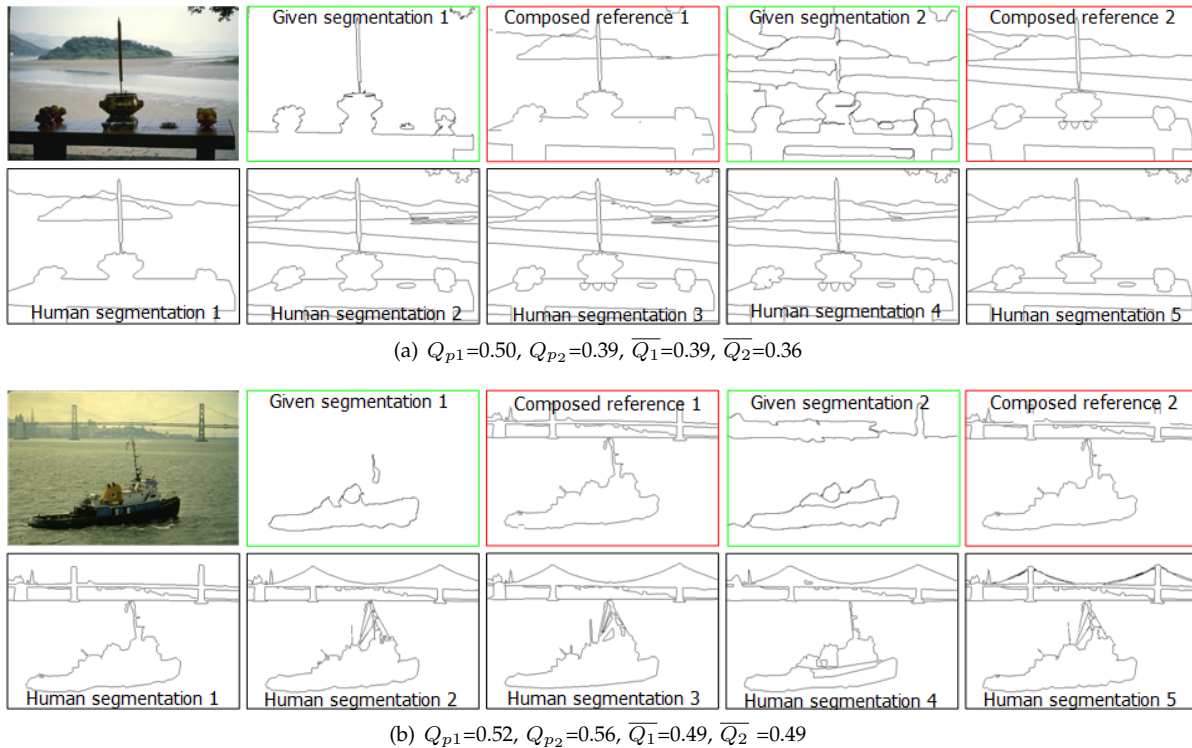 Given segmentation 1
Composed reference 1
Given segmentation 2
Composed reference 2
Human segmentation 1
Human segmentation 2
Human segmentation 3
Human segmentation 4
Human segmentation 5
(a) Q_{p1}=0.50, Q_{p_2}=0.39, \overline{Q_1}=0.39, \overline{Q_2}=0.36
Given segmentation 1
Composed reference 1
Given segmentation 2
Composed reference 2
Human segmentation 1
Human segmentation 2
Human segmentation 3
Human segmentation 4
Human segmentation 5
(b) Q_{p1}=0.52, Q_{p_2}=0.56, \overline{Q_1}=0.49, \overline{Q_2} =0.49